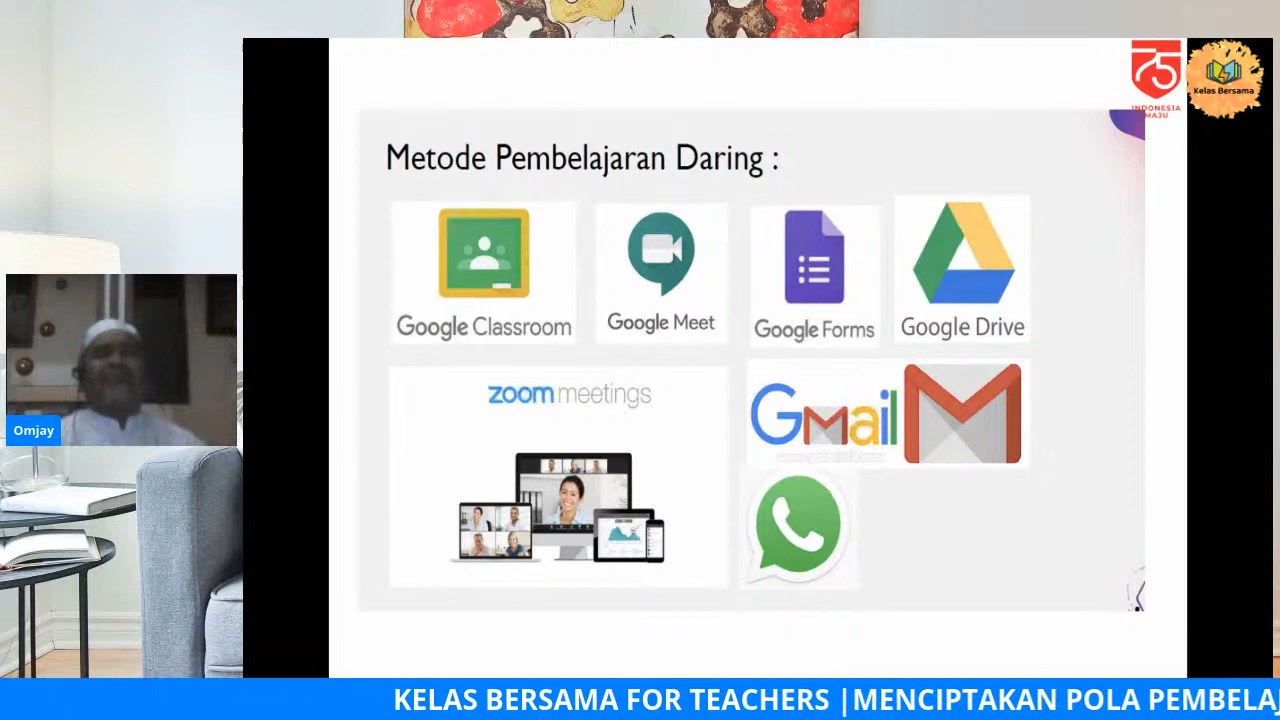 75
INDONESIA
MAJU
Kelas Bersama
Metode Pembelajaran Daring :
Google Classroom
Google Meet
Google Forms
Google Drive
zoom meetings
Gmail
Omjay
KELAS BERSAMA FOR TEACHERS |MENCIPTAKAN POLA PEMBELAJ